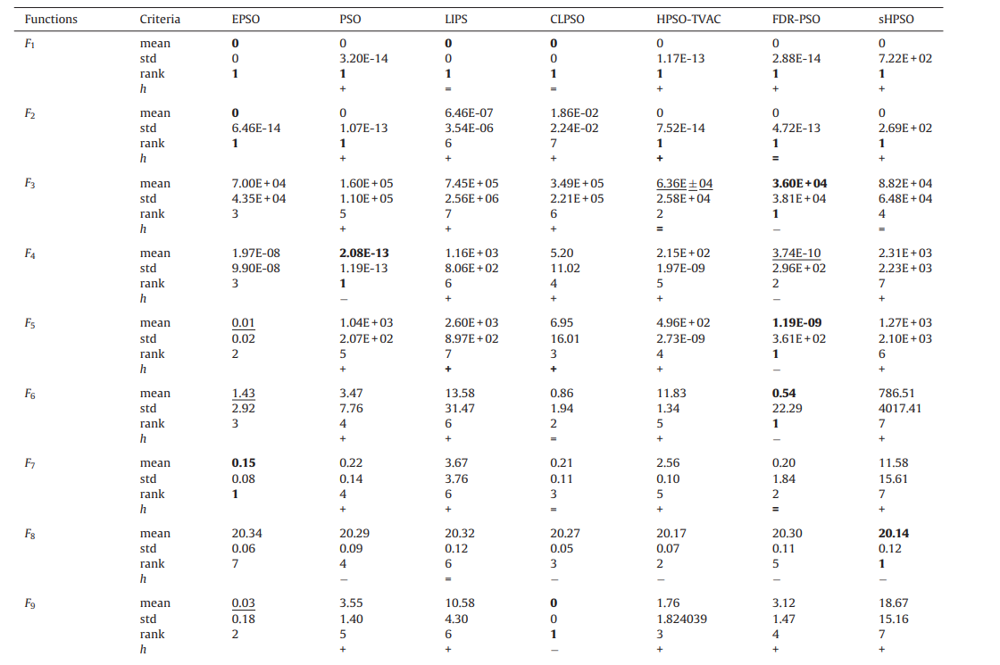 Functions Criteria EPSO PSO LIPS CLPSO HPSO-TVAC FDR-PSO sHPSO
F1 mean 0 0 0 0 0 0 0
std 0 3.20E-14 0 0 1.17E-13 2.88E-14 7.22E+02
rank 1 1 1 1 1 1 1
h + = = + + +
F2 mean 0 0 6.46E-07 1.86E-02 0 0 0
std 6.46E-14 1.07E-13 3.54E-06 2.24E-02 7.52E-14 4.72E-13 2.69E+02
rank 1 1 6 7 1 1 1
h + + + + = +
F3 mean 7.00E+04 1.60E+05 7.45E+05 3.49E+05 6.36E±04 3.60E+04 8.82E+04
std 4.35E+04 1.10E+05 2.56E+06 2.21E+05 2.58E+04 3.81E+04 6.48E+04
rank 3 5 7 6 2 1 4
h + + + = − =
F4 mean 1.97E-08 2.08E-13 1.16E+03 5.20 2.15E+02 3.74E-10 2.31E+03
std 9.90E-08 1.19E-13 8.06E+02 11.02 1.97E-09 2.96E+02 2.23E+03
rank 3 1 6 4 5 2 7
h − + + + − +
F5 mean 0.01 1.04E+03 2.60E+03 6.95 4.96E+02 1.19E-09 1.27E+03
std 0.02 2.07E+02 8.97E+02 16.01 2.73E-09 3.61E+02 2.10E+03
rank 2 5 7 3 4 1 6
h + + + + − +
F6 mean 1.43 3.47 13.58 0.86 11.83 0.54 786.51
std 2.92 7.76 31.47 1.94 1.34 22.29 4017.41
rank 3 4 6 2 5 1 7
h + + = + − +
F7 mean 0.15 0.22 3.67 0.21 2.56 0.20 11.58
std 0.08 0.14 3.76 0.11 0.10 1.84 15.61
rank 1 4 6 3 5 2 7
h + + = + = +
F8 mean 20.34 20.29 20.32 20.27 20.17 20.30 20.14
std 0.06 0.09 0.12 0.05 0.07 0.11 0.12
rank 7 4 6 3 2 5 1
h − = − − − −
F9 mean 0.03 3.55 10.58 0 1.76 3.12 18.67
std 0.18 1.40 4.30 0 1.824039 1.47 15.16
rank 2 5 6 1 3 4 7
h + + − + + +